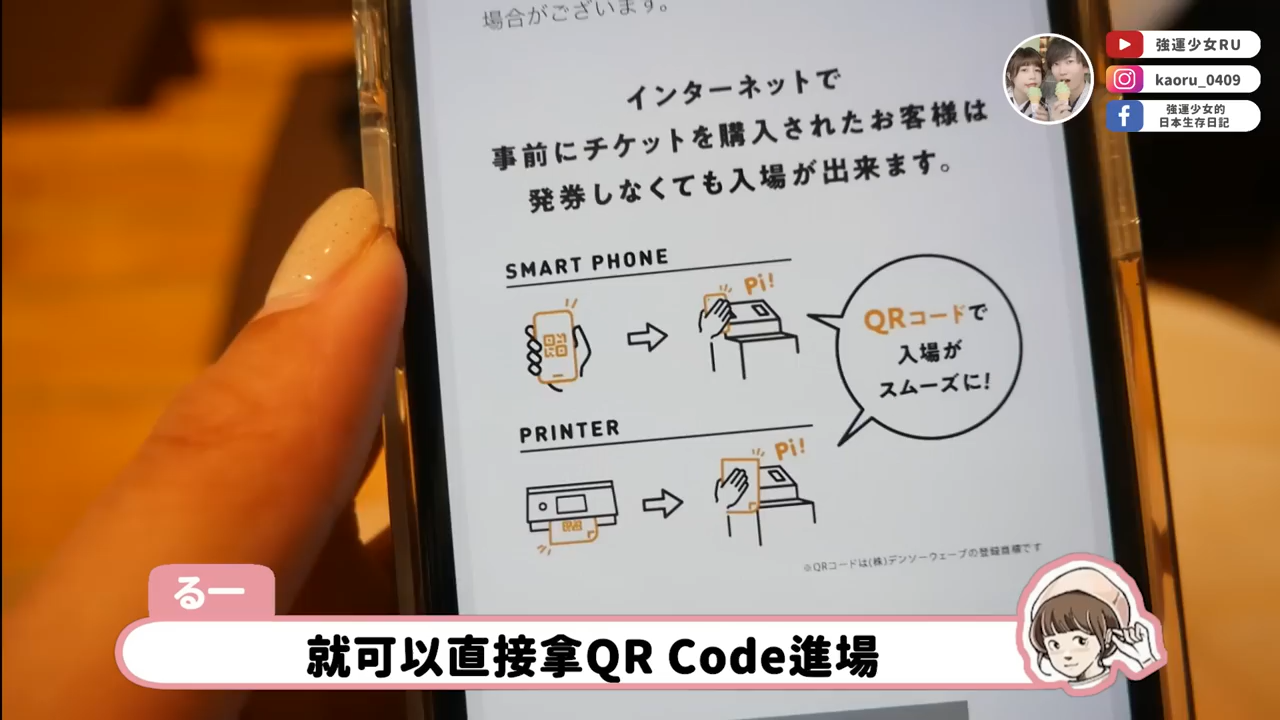 場合がございます。
インターネットで
事前にチケットを購入されたお客様は
発券しなくても入場が出来ます。
SMART PHONE
Pi!
QRコードで
入場が
スムーズに!
PRINTER
Pi!
※QRコードは(株)デンソーウェーブの登録商標です
強運少女RU
kaoru_0409
強運少女的
日本生存日記
るー
就可以直接拿QR Code進場